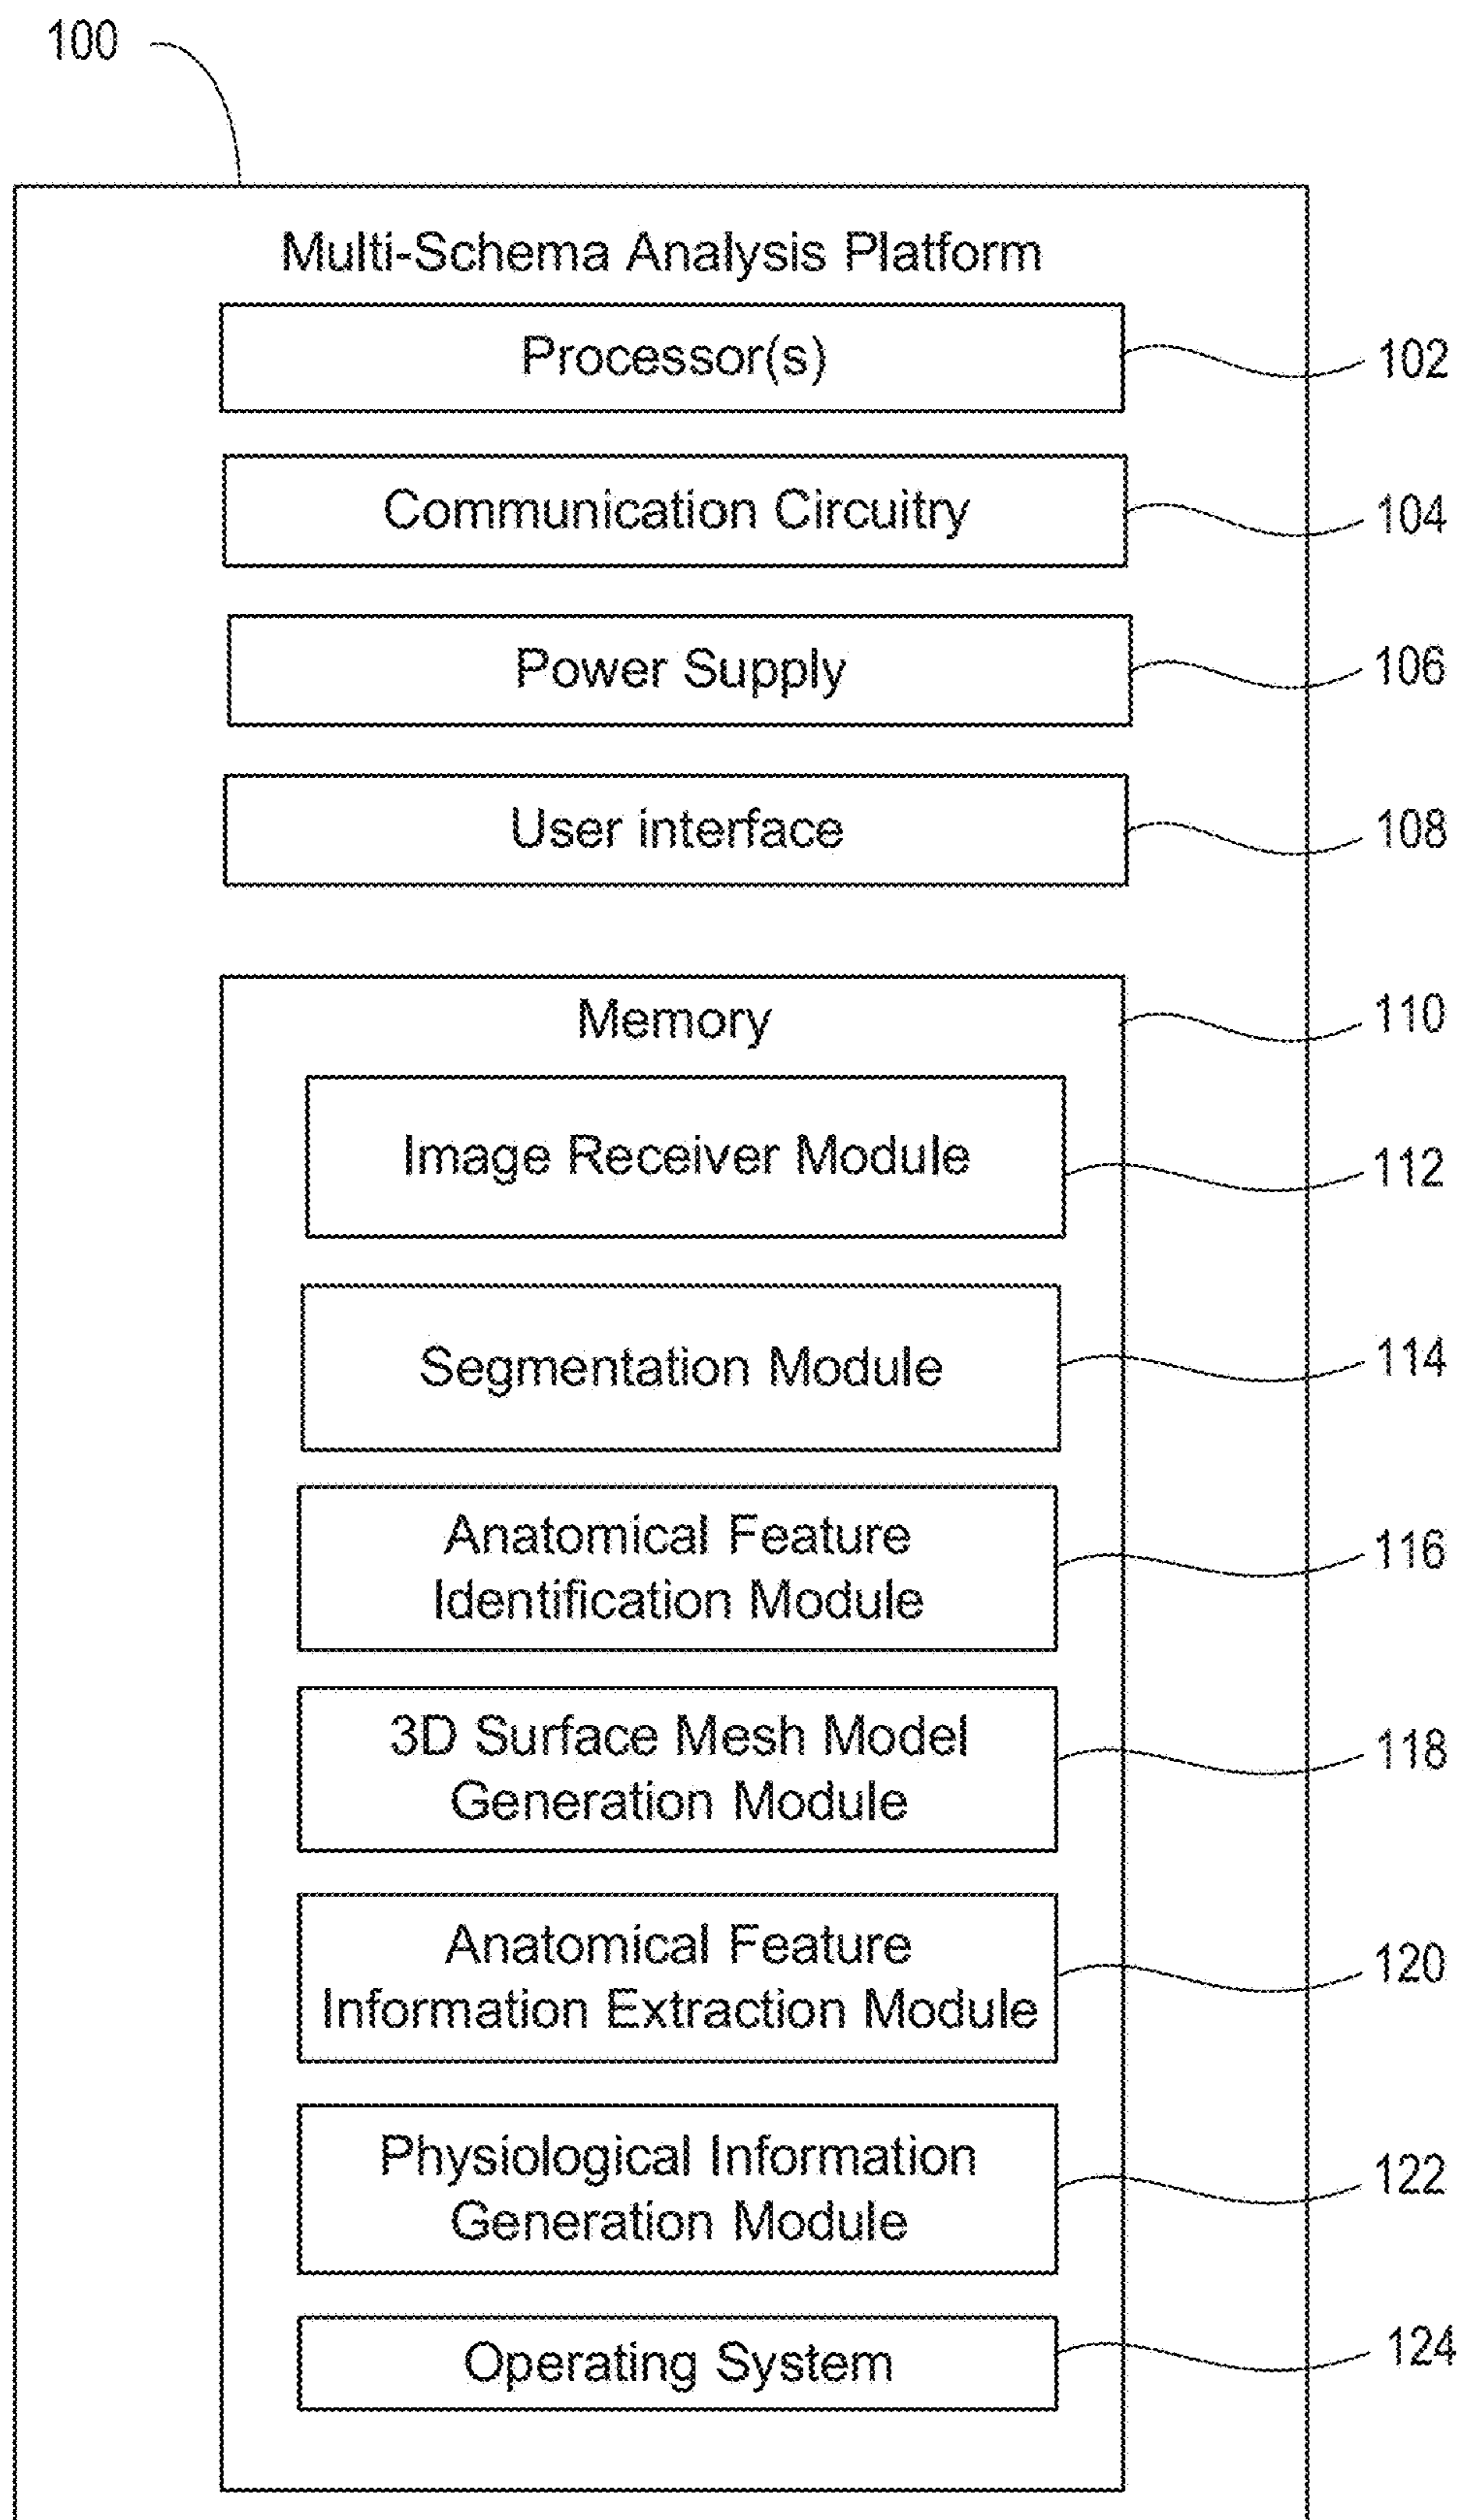 100
Multi-Schema Analysis Platform
Processor(s)
102
Communication Circuitry
104
Power Supply
106
User interface
108
Memory
110
Image Receiver Module
112
Segmentation Module
114
Anatomical Feature
Identification Module
116
3D Surface Mesh Model
Generation Module
118
Anatomical Feature
Information Extraction Module
120
Physiological Information
Generation Module
122
Operating System
124